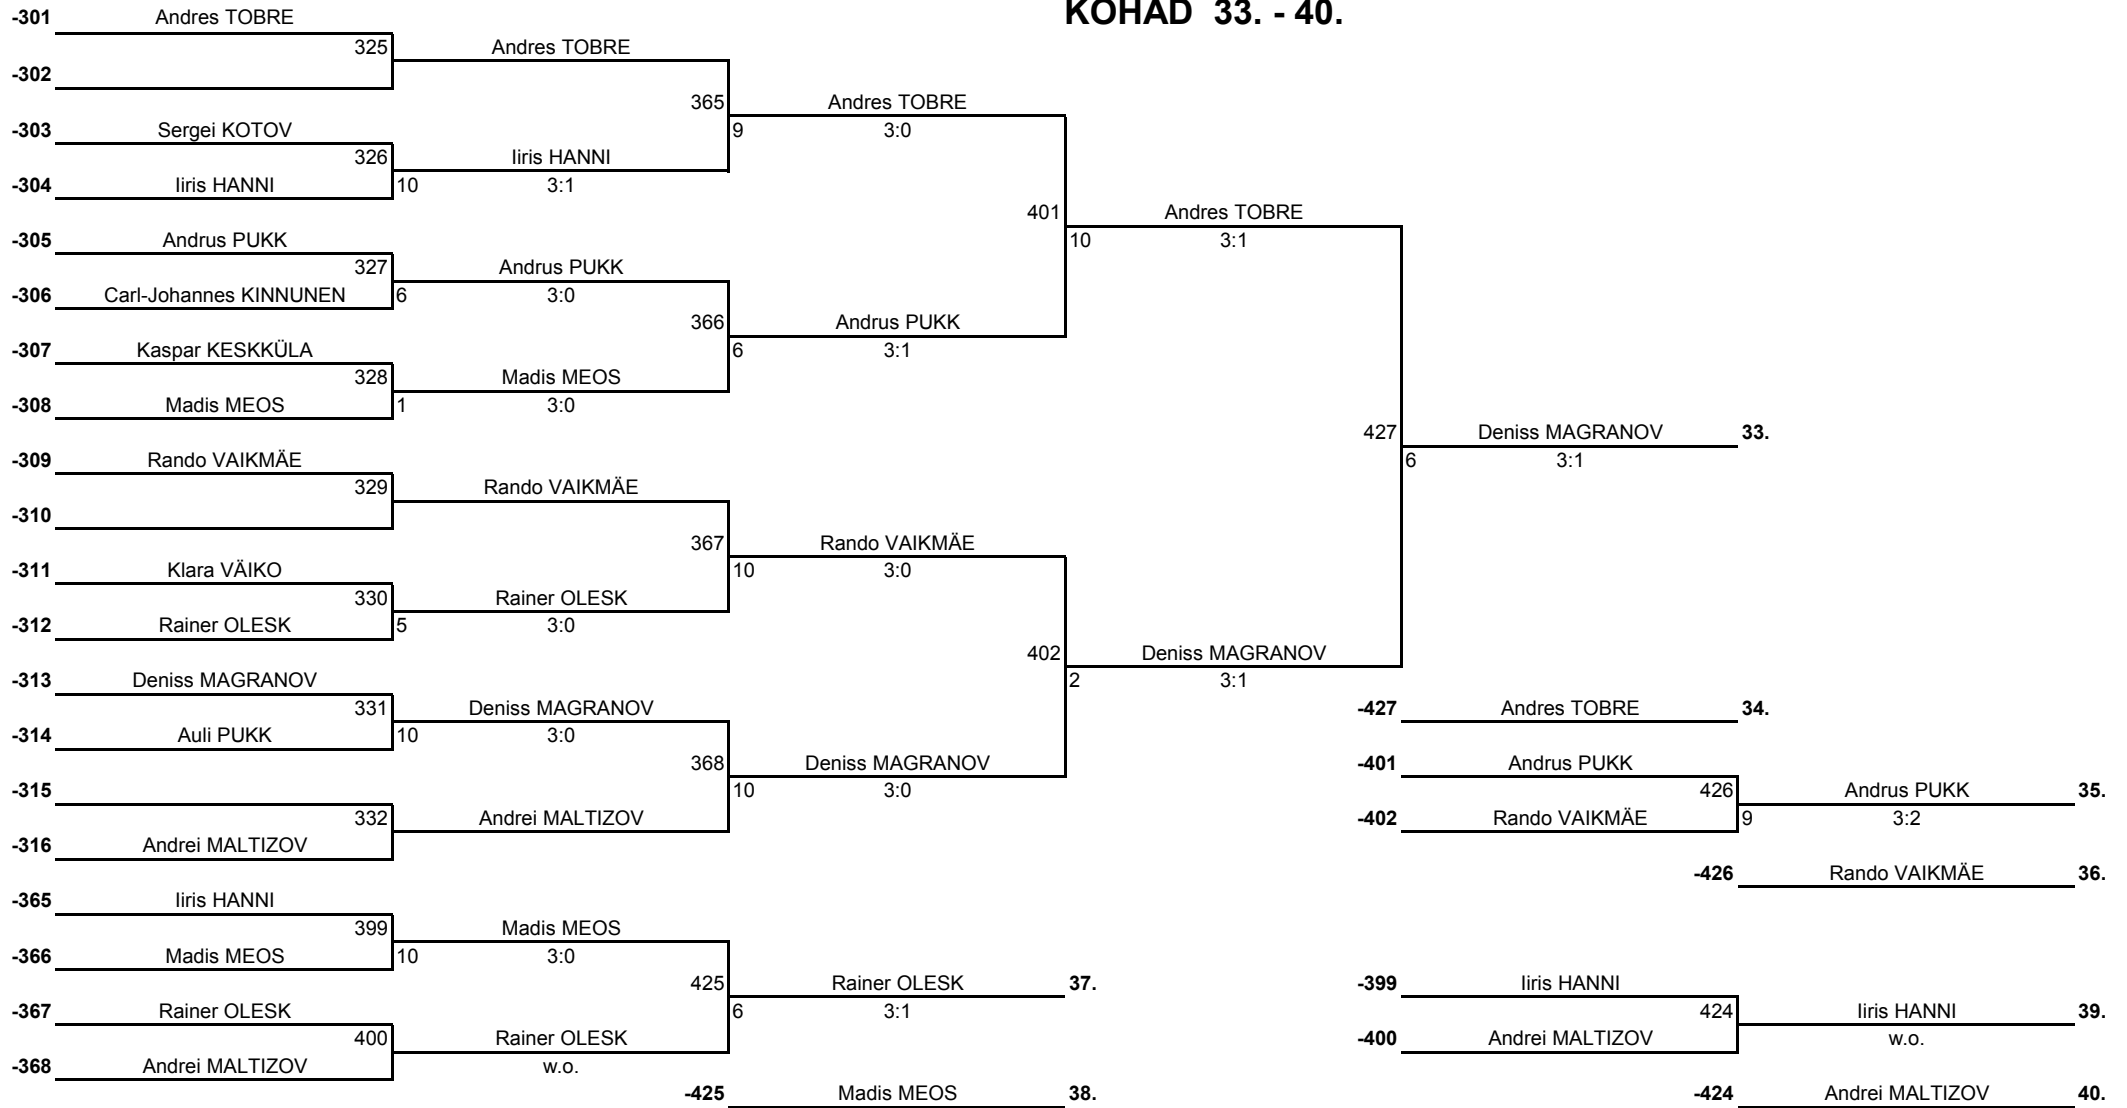 KOHAD 33. - 40.
-301 Andres TOBRE
325 Andres TOBRE
-302
365 Andres TOBRE
-303 Sergei KOTOV 9 3:0
326 Iiris HANNI
-304 Iiris HANNI 10 3:1
401 Andres TOBRE
-305 Andrus PUKK 10 3:1
327 Andrus PUKK
-306 Carl-Johannes KINNUNEN 6 3:0
366 Andrus PUKK
-307 Kaspar KESKKÜLA 6 3:1
328 Madis MEOS
-308 Madis MEOS 1 3:0
427 Deniss MAGRANOV 33.
-309 Rando VAIKMÄE 6 3:1
329 Rando VAIKMÄE
-310
367 Rando VAIKMÄE
-311 Klara VÄIKO 10 3:0
330 Rainer OLESK
-312 Rainer OLESK 5 3:0
402 Deniss MAGRANOV
-313 Deniss MAGRANOV 2 3:1
331 Deniss MAGRANOV -427 Andres TOBRE 34.
-314 Auli PUKK 10 3:0
368 Deniss MAGRANOV -401 Andrus PUKK
-315 10 3:0 426 Andrus PUKK 35.
332 Andrei MALTIZOV -402 Rando VAIKMÄE 9 3:2
-316 Andrei MALTIZOV
-426 Rando VAIKMÄE 36.
-365 Iiris HANNI
399 Madis MEOS
-366 Madis MEOS 10 3:0
425 Rainer OLESK 37. -399 Iiris HANNI
-367 Rainer OLESK 6 3:1 424 Iiris HANNI 39.
400 Rainer OLESK -400 Andrei MALTIZOV w.o.
-368 Andrei MALTIZOV w.o.
-425 Madis MEOS 38. -424 Andrei MALTIZOV 40.